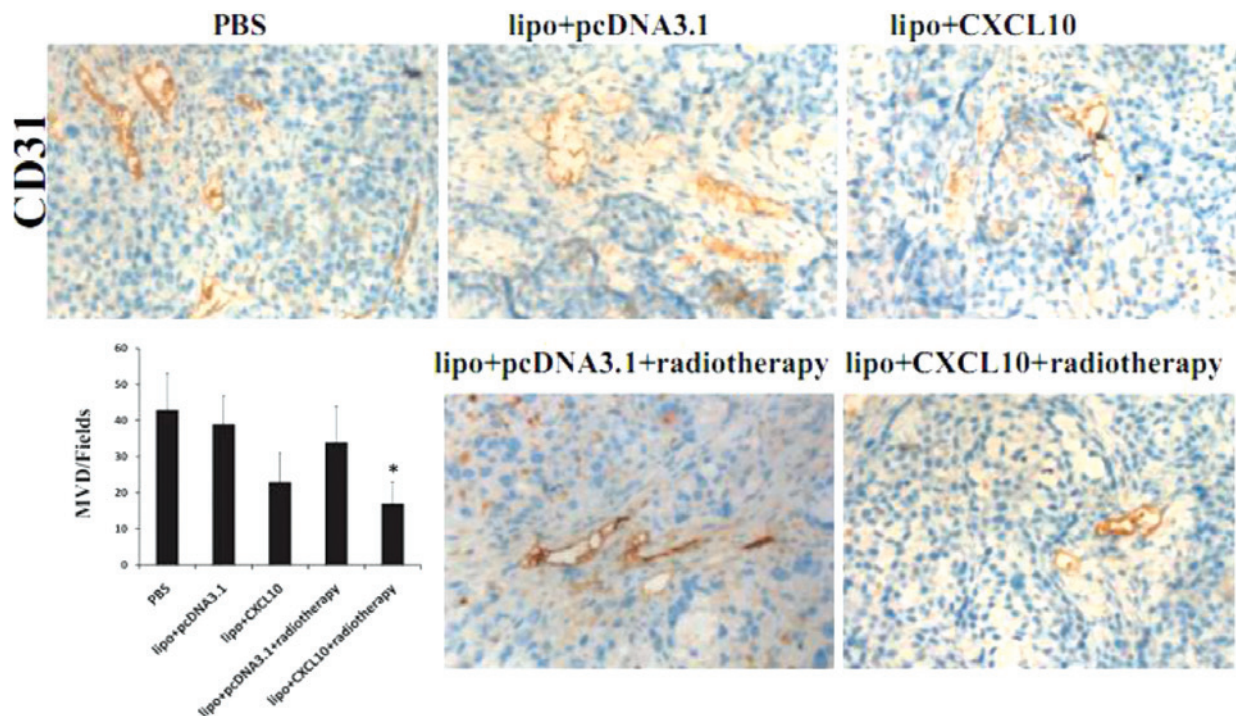 PBS
lipo+pcDNA3.1
lipo+CXCL10
CD31
60
50
40
30
20
10
0
MVD/Fields
*
PBS
lipo+pcDNA3.1
lipo+CXCL10
lipo+pcDNA3.1+radiotherapy
lipo+CXCL10+radiotherapy
lipo+pcDNA3.1+radiotherapy
lipo+CXCL10+radiotherapy